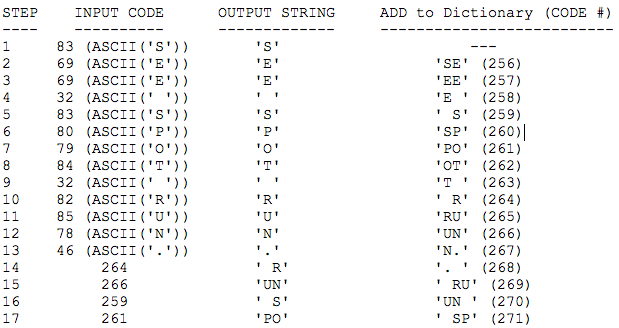 STEP    INPUT CODE    OUTPUT STRING    ADD to Dictionary (CODE #)
----    ----------    -------------    --------------------------
1    83 (ASCII('S'))    'S'    ---
2    69 (ASCII('E'))    'E'    'SE' (256)
3    69 (ASCII('E'))    'E'    'EE' (257)
4    32 (ASCII(' '))    ' '    'E ' (258)
5    83 (ASCII('S'))    'S'    ' S' (259)
6    80 (ASCII('P'))    'P'    'SP' (260)
7    79 (ASCII('O'))    'O'    'PO' (261)
8    84 (ASCII('T'))    'T'    'OT' (262)
9    32 (ASCII(' '))    ' '    'T ' (263)
10    82 (ASCII('R'))    'R'    ' R' (264)
11    85 (ASCII('U'))    'U'    'RU' (265)
12    78 (ASCII('N'))    'N'    'UN' (266)
13    46 (ASCII('.'))    '.'    'N.' (267)
14    264    ' R'    '. ' (268)
15    266    'UN'    ' RU' (269)
16    259    ' S'    'UN ' (270)
17    261    'PO'    ' SP' (271)